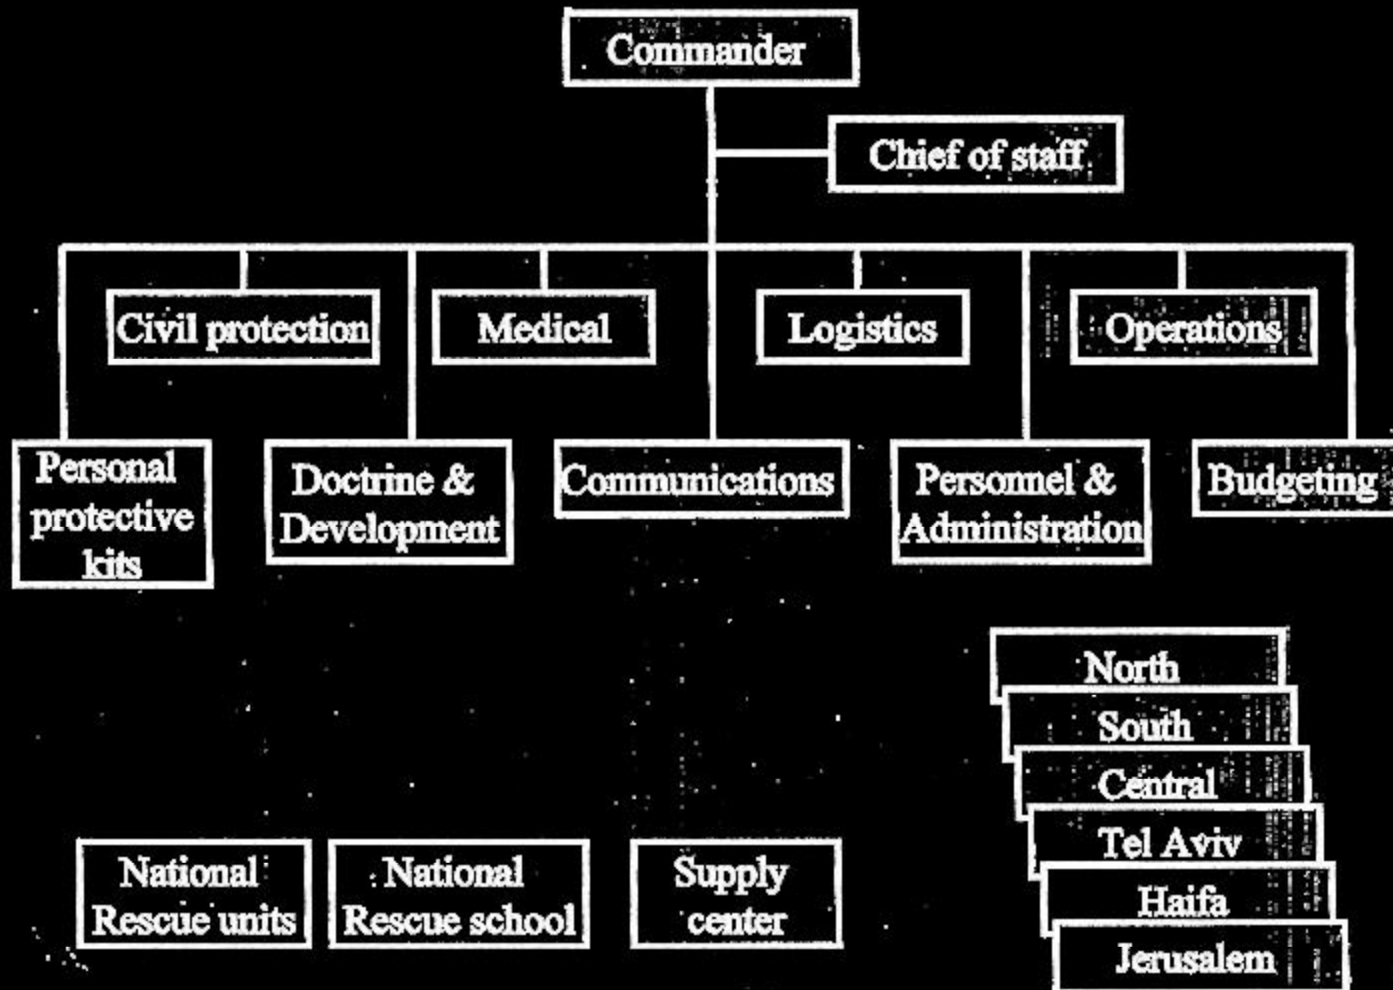 Commander
Chief of staff
Civil protection
Medical
Logistics
Operations
Personal
protective
kits
Doctrine &
Development
Communications
Personnel &
Administration
Budgeting
North
South
Central
Tel Aviv
Haifa
Jerusalem
National
Rescue units
National
Rescue school
Supply
center